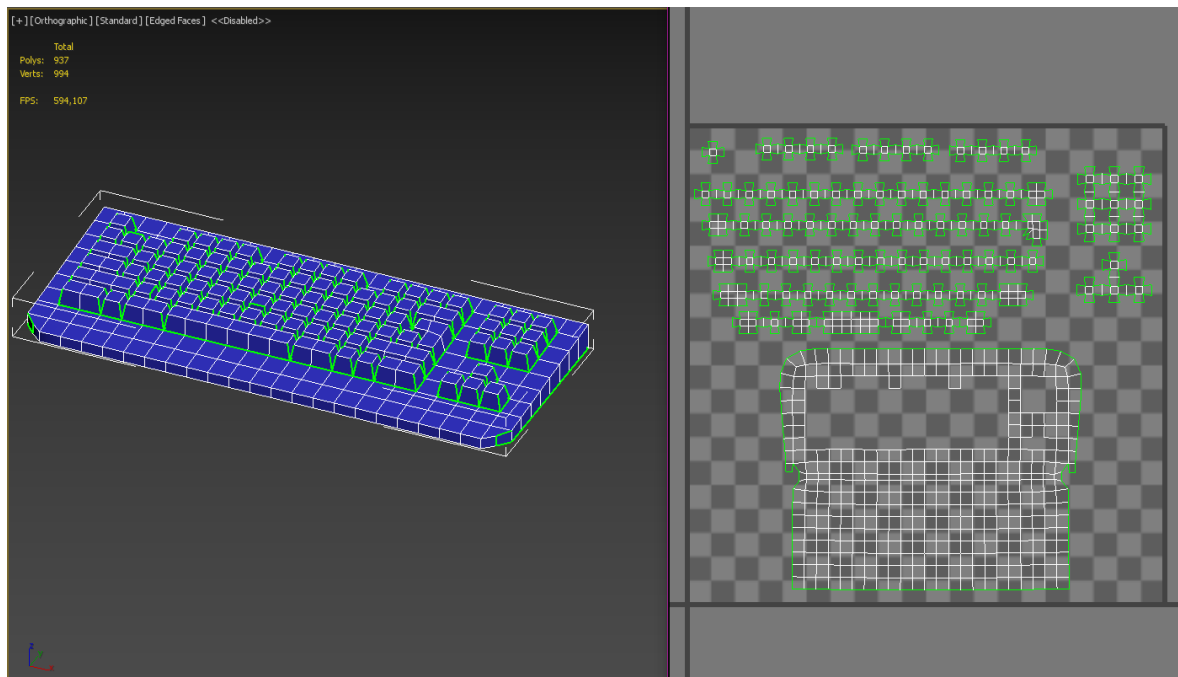 [+] [Orthographic] [Standard] [Edged Faces] <<Disabled>>
Total
Polys: 937
Verts: 994
FPS: 594,107
z
x